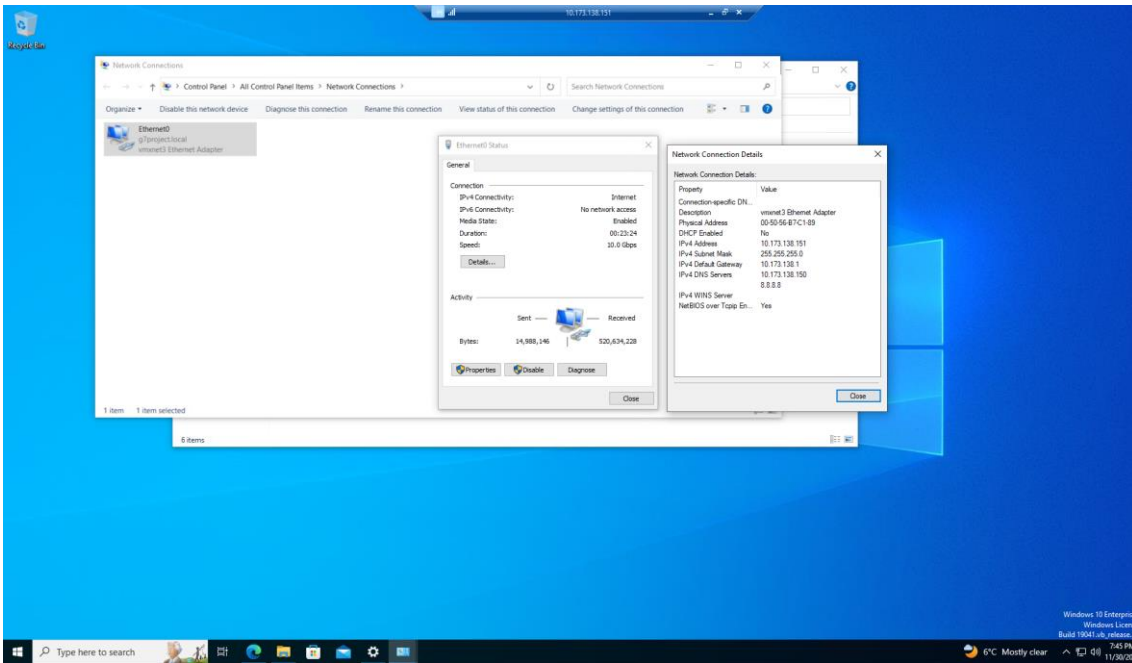 10.173.138.151
Recycle Bin
Network Connections
Control Panel > All Control Panel Items > Network Connections >
Search Network Connections
Organize
Disable this network device
Diagnose this connection
Rename this connection
View status of this connection
Change settings of this connection
Ethernet0
g7project.local
vmxnet3 Ethernet Adapter
1 item
1 item selected
6 items
Ethernet0 Status
General
Connection
IPv4 Connectivity: Internet
IPv6 Connectivity: No network access
Media State: Enabled
Duration: 00:23:24
Speed: 10.0 Gbps
Details...
Activity
Sent
Received
Bytes: 14,988,146 520,634,228
Properties
Disable
Diagnose
Close
Network Connection Details
Network Connection Details:
Property Value
Connection-specific DN...
Description vmxnet3 Ethernet Adapter
Physical Address 00-50-56-B7-C1-89
DHCP Enabled No
IPv4 Address 10.173.138.151
IPv4 Subnet Mask 255.255.255.0
IPv4 Default Gateway 10.173.138.1
IPv4 DNS Servers 10.173.138.150
8.8.8.8
IPv4 WINS Server
NetBIOS over Tcpip En... Yes
Close
Windows 10 Enterpris
Windows Licen
Build 19041.vb_release.
Type here to search
6°C Mostly clear
7:45 PM
11/30/20